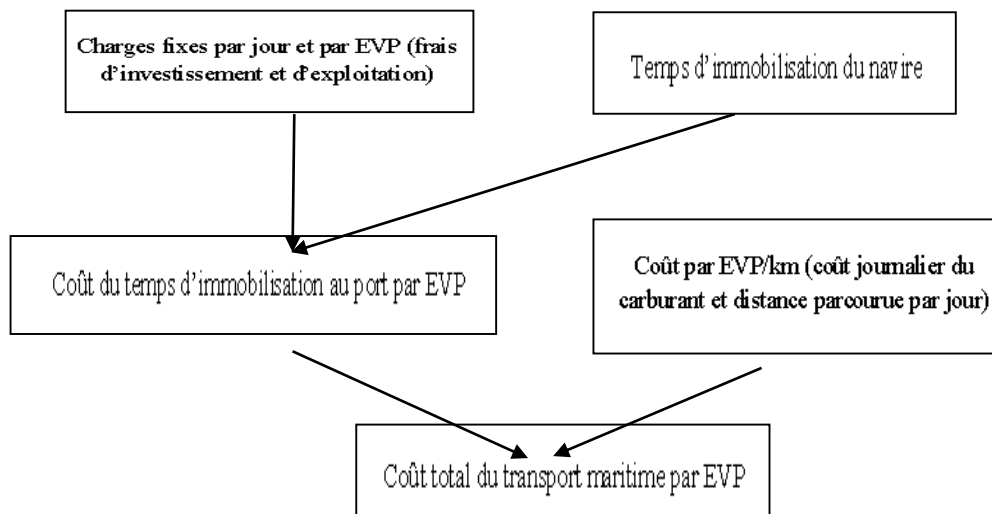 Charges fixes par jour et par EVP (frais
d'investissement et d'exploitation)
Temps d'immobilisation du navire
Coût du temps d'immobilisation au port par EVP
Coût par EVP/km (coût journalier du
carburant et distance parcourue par jour)
Coût total du transport maritime par EVP